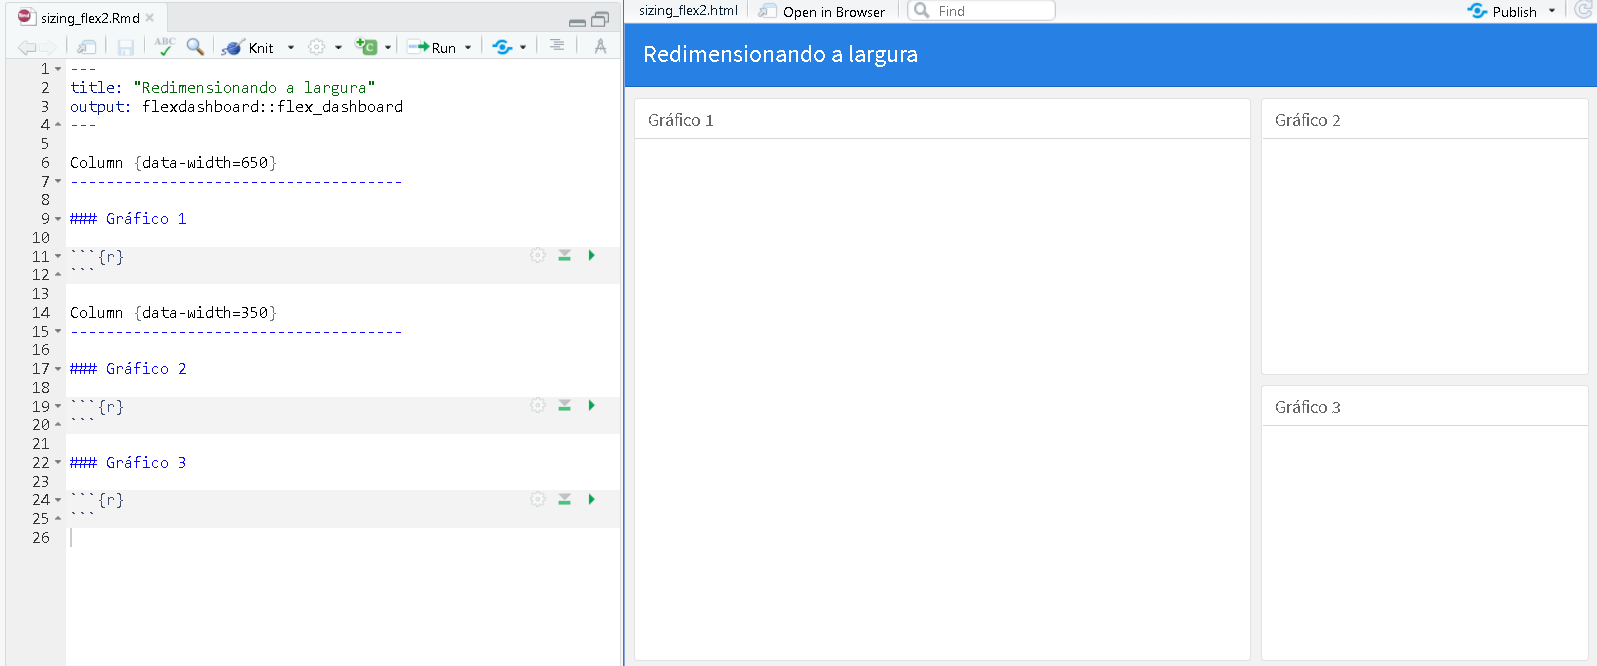 sizing_flex2.Rmd
ABC
Knit
Run
1 ---
2 title: "Redimensionando a largura"
3 output: flexdashboard::flex_dashboard
4 ---
5
6 Column {data-width=650}
7 -------------------------------------
8
9 ### Gráfico 1
10
11 ```{r}
12 ```
13
14 Column {data-width=350}
15 -------------------------------------
16
17 ### Gráfico 2
18
19 ```{r}
20 ```
21
22 ### Gráfico 3
23
24 ```{r}
25 ```
26
sizing_flex2.html
Open in Browser
Find
Publish
Redimensionando a largura
Gráfico 1
Gráfico 2
Gráfico 3